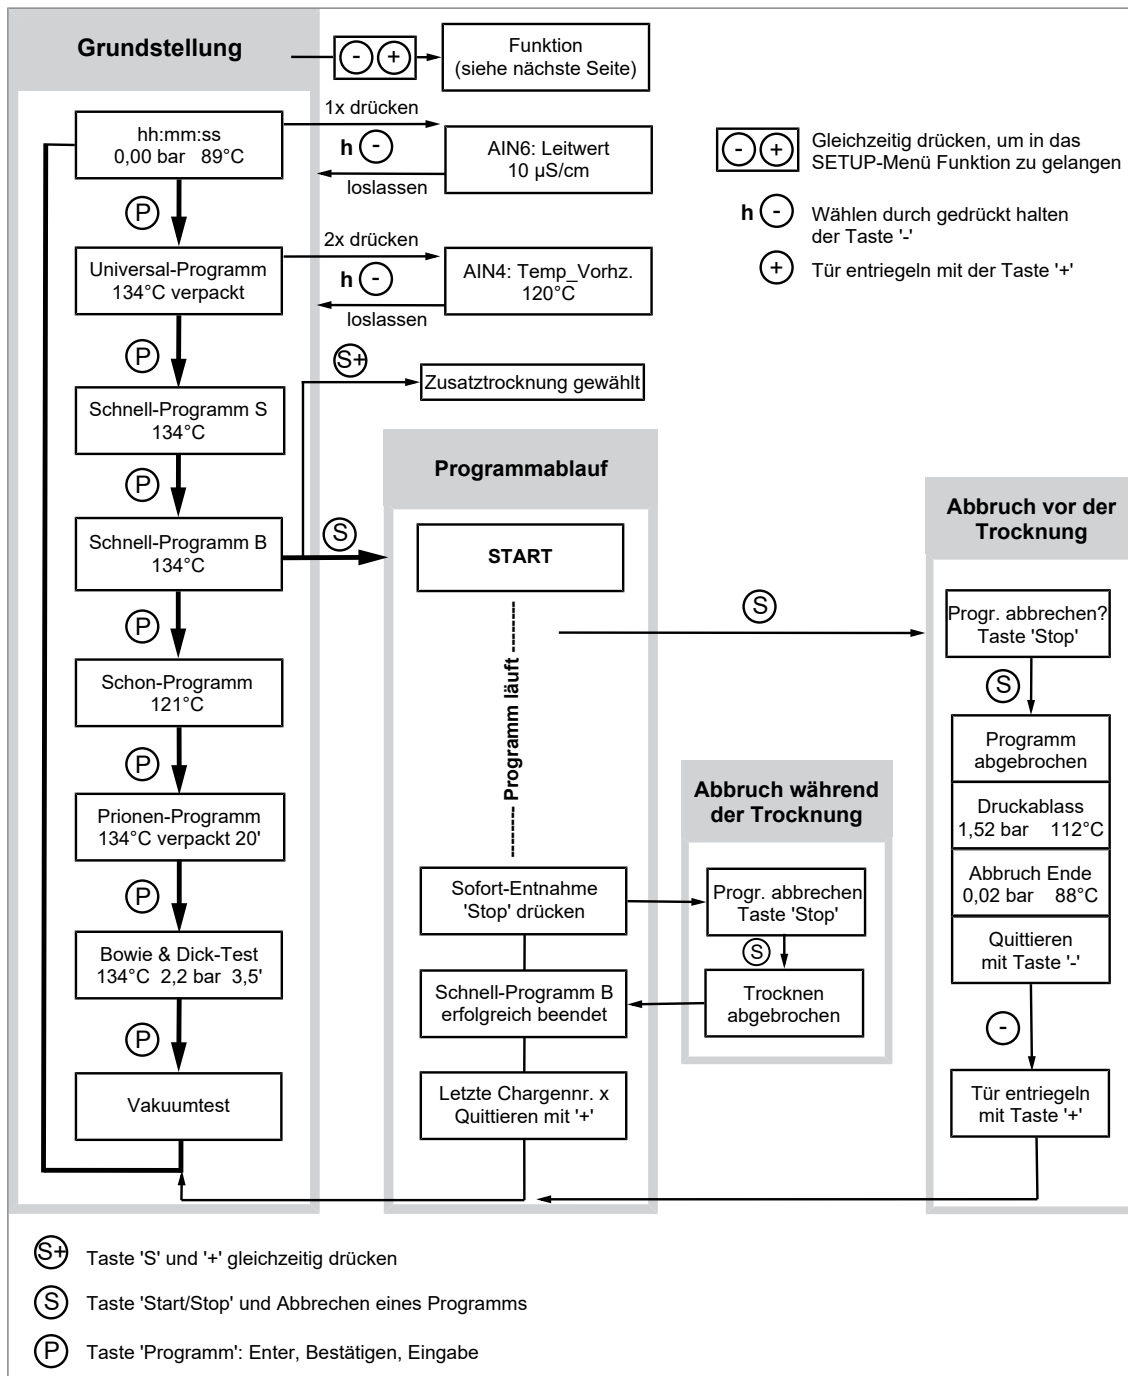 Grundstellung
- +
Funktion
(siehe nächste Seite)
hh:mm:ss
0,00 bar 89°C
1x drücken
h -
loslassen
AIN6: Leitwert
10 µS/cm
P
Universal-Programm
134°C verpackt
2x drücken
h -
loslassen
AIN4: Temp_Vorhz.
120°C
P
Schnell-Programm S
134°C
S+
Zusatztrocknung gewählt
P
Schnell-Programm B
134°C
S
P
Schon-Programm
121°C
P
Prionen-Programm
134°C verpackt 20'
P
Bowie & Dick-Test
134°C 2,2 bar 3,5'
P
Vakuumtest
- +
Gleichzeitig drücken, um in das
SETUP-Menü Funktion zu gelangen
h -
Wählen durch gedrückt halten
der Taste '-'
+
Tür entriegeln mit der Taste '+'
Programmablauf
START
Programm läuft
S
Sofort-Entnahme
'Stop' drücken
Schnell-Programm B
erfolgreich beendet
Letzte Chargennr. x
Quittieren mit '+'
Abbruch während
der Trocknung
Progr. abbrechen
Taste 'Stop'
S
Trocknen
abgebrochen
Abbruch vor der
Trocknung
Progr. abbrechen?
Taste 'Stop'
S
Programm
abgebrochen
Druckablass
1,52 bar 112°C
Abbruch Ende
0,02 bar 88°C
Quittieren
mit Taste '-'
-
Tür entriegeln
mit Taste '+'
S+ Taste 'S' und '+' gleichzeitig drücken
S Taste 'Start/Stop' und Abbrechen eines Programms
P Taste 'Programm': Enter, Bestätigen, Eingabe